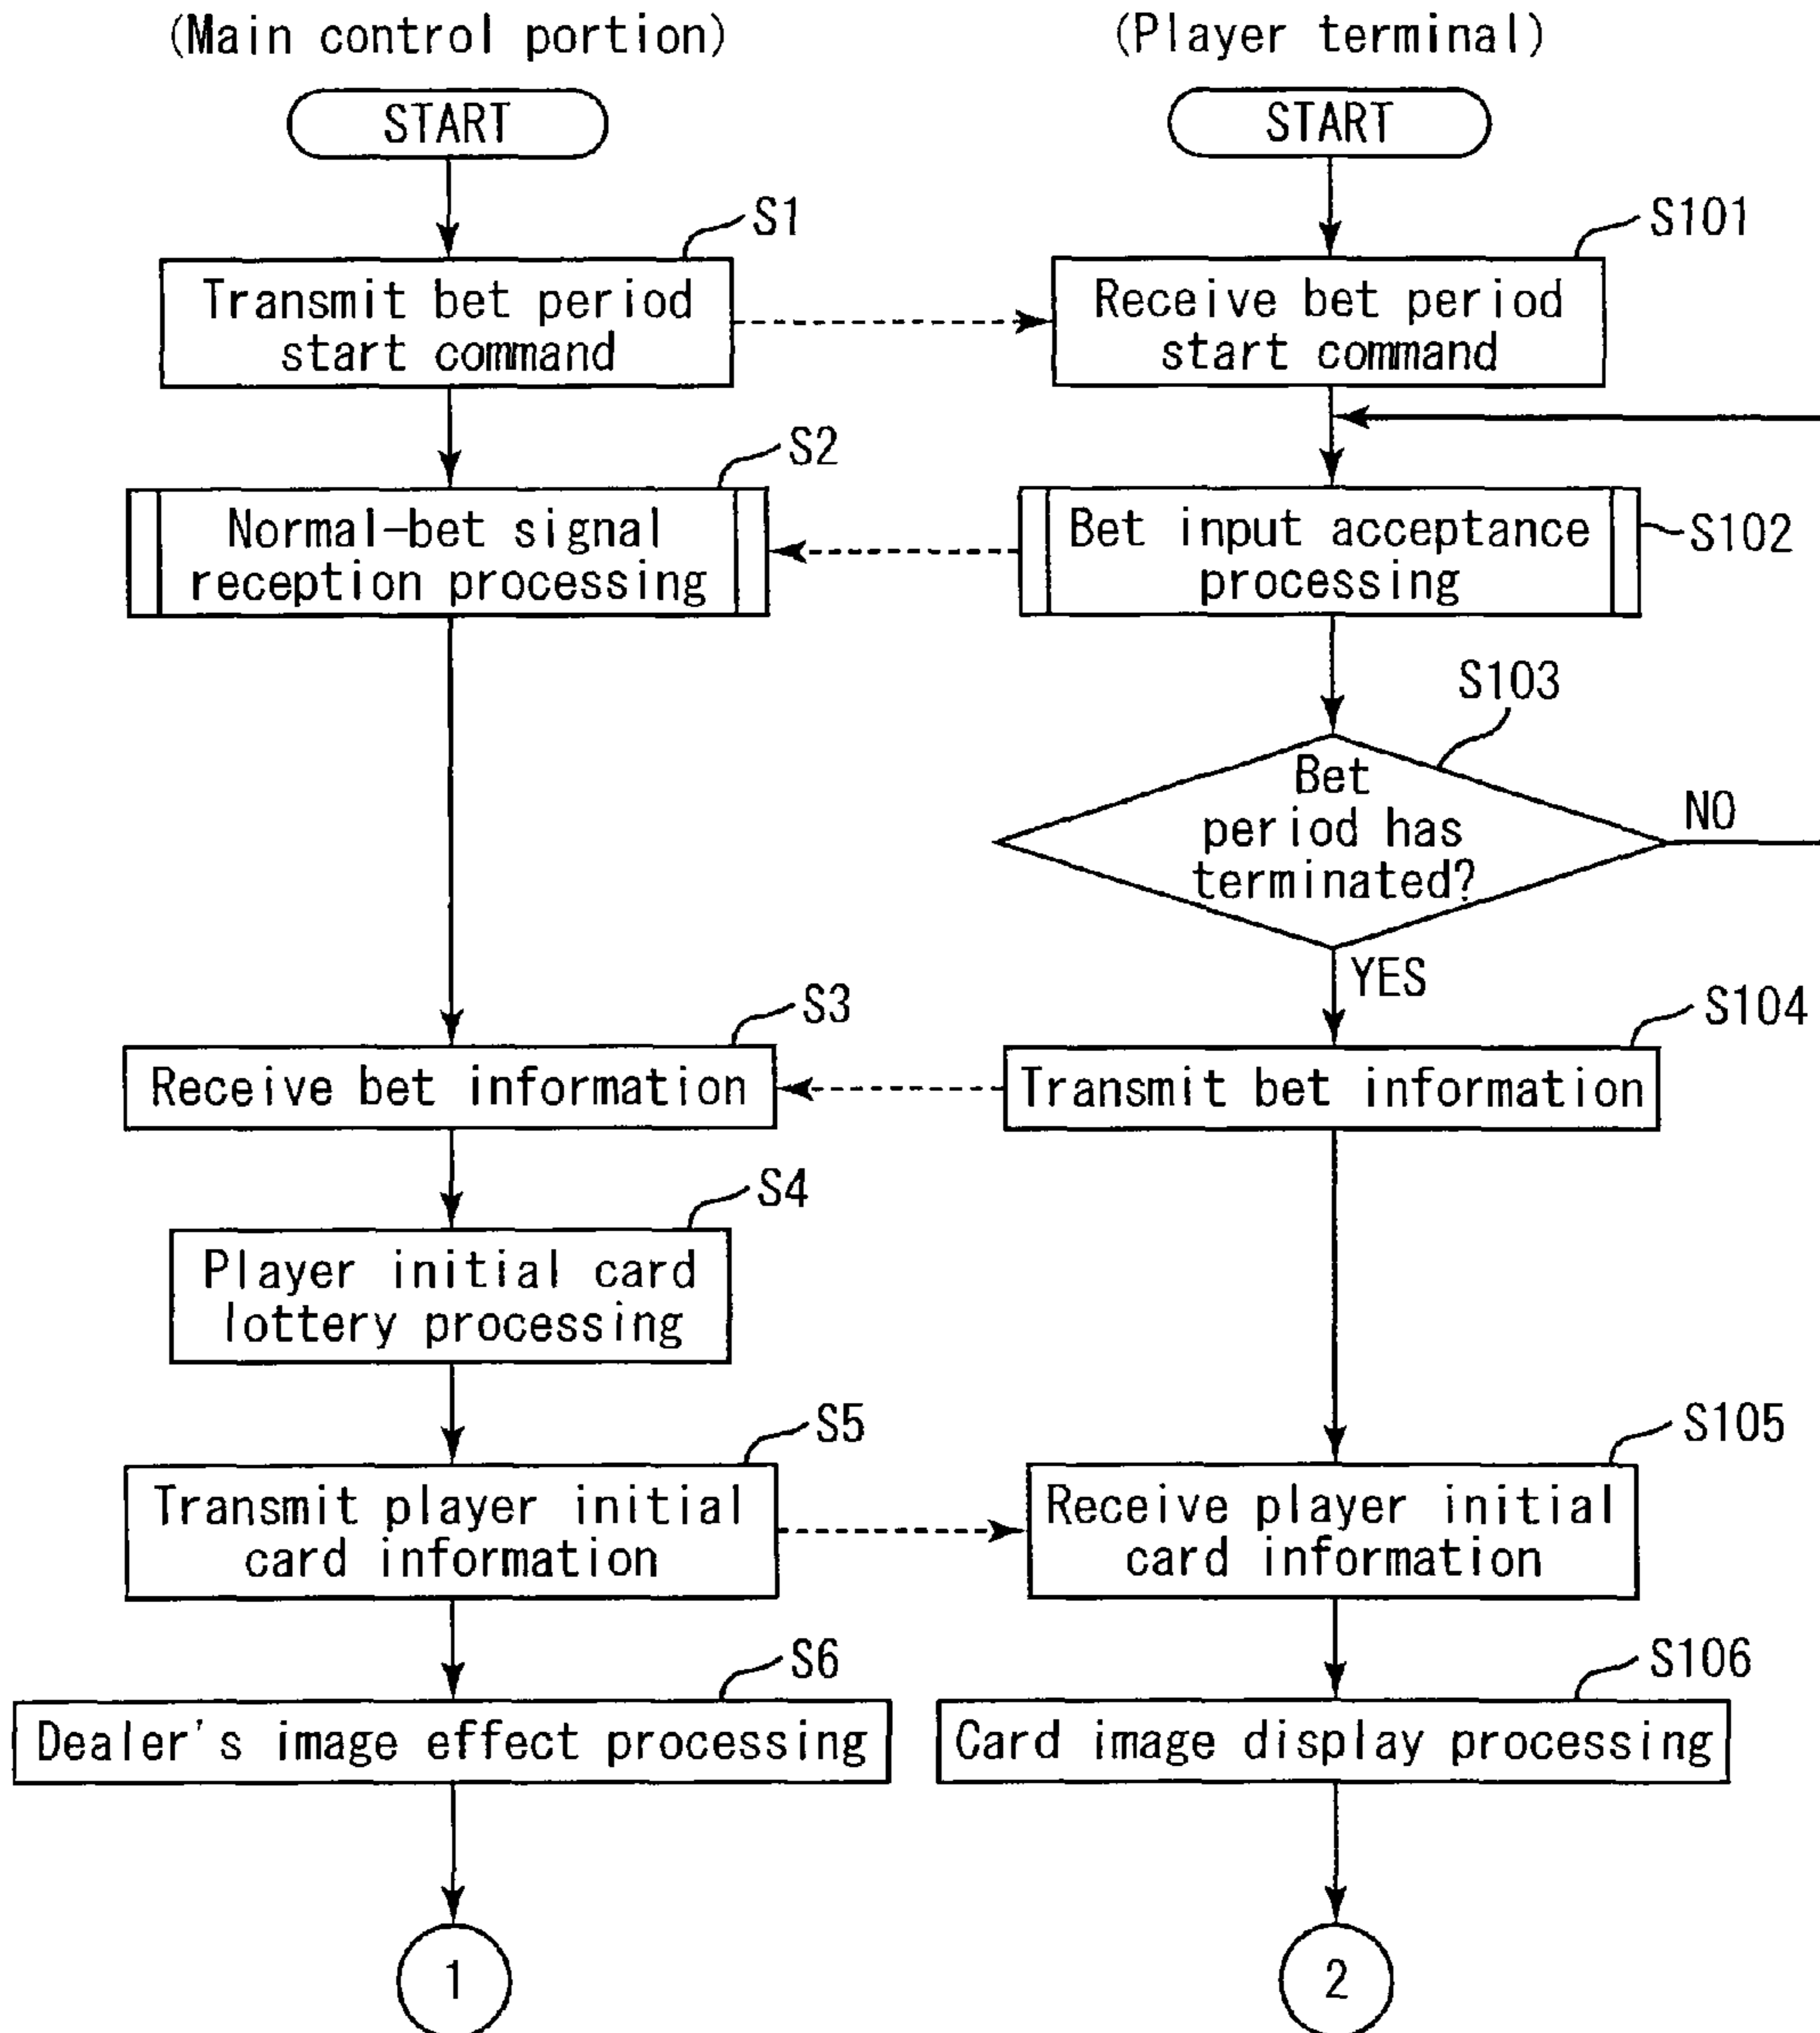 (Main control portion)
(Player terminal)
START
START
S1
S101
Transmit bet period
start command
Receive bet period
start command
S2
S102
Normal-bet signal
reception processing
Bet input acceptance
processing
S103
Bet
period has
terminated?
NO
YES
S3
S104
Receive bet information
Transmit bet information
S4
Player initial card
lottery processing
S5
S105
Transmit player initial
card information
Receive player initial
card information
S6
S106
Dealer's image effect processing
Card image display processing
1
2